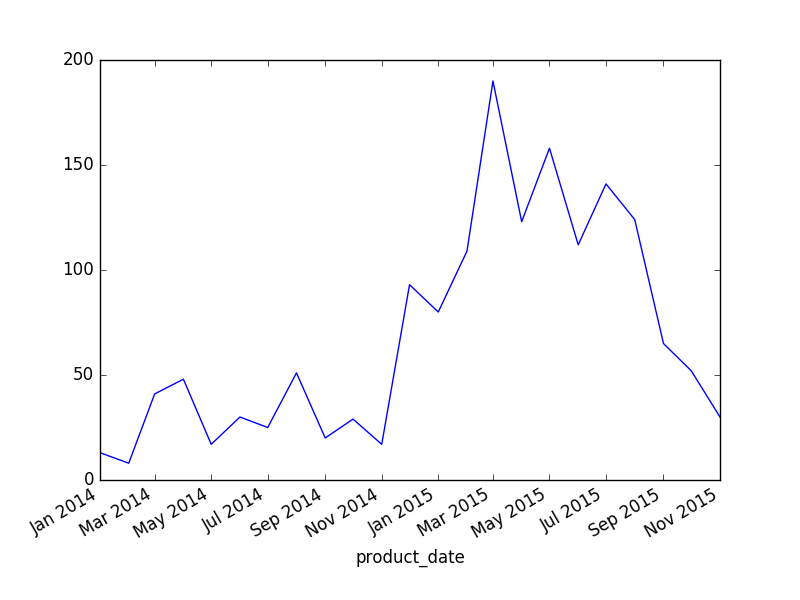 200
150
100
50
0
Jan 2014
Mar 2014
May 2014
Jul 2014
Sep 2014
Nov 2014
Jan 2015
Mar 2015
May 2015
Jul 2015
Sep 2015
Nov 2015
product_date